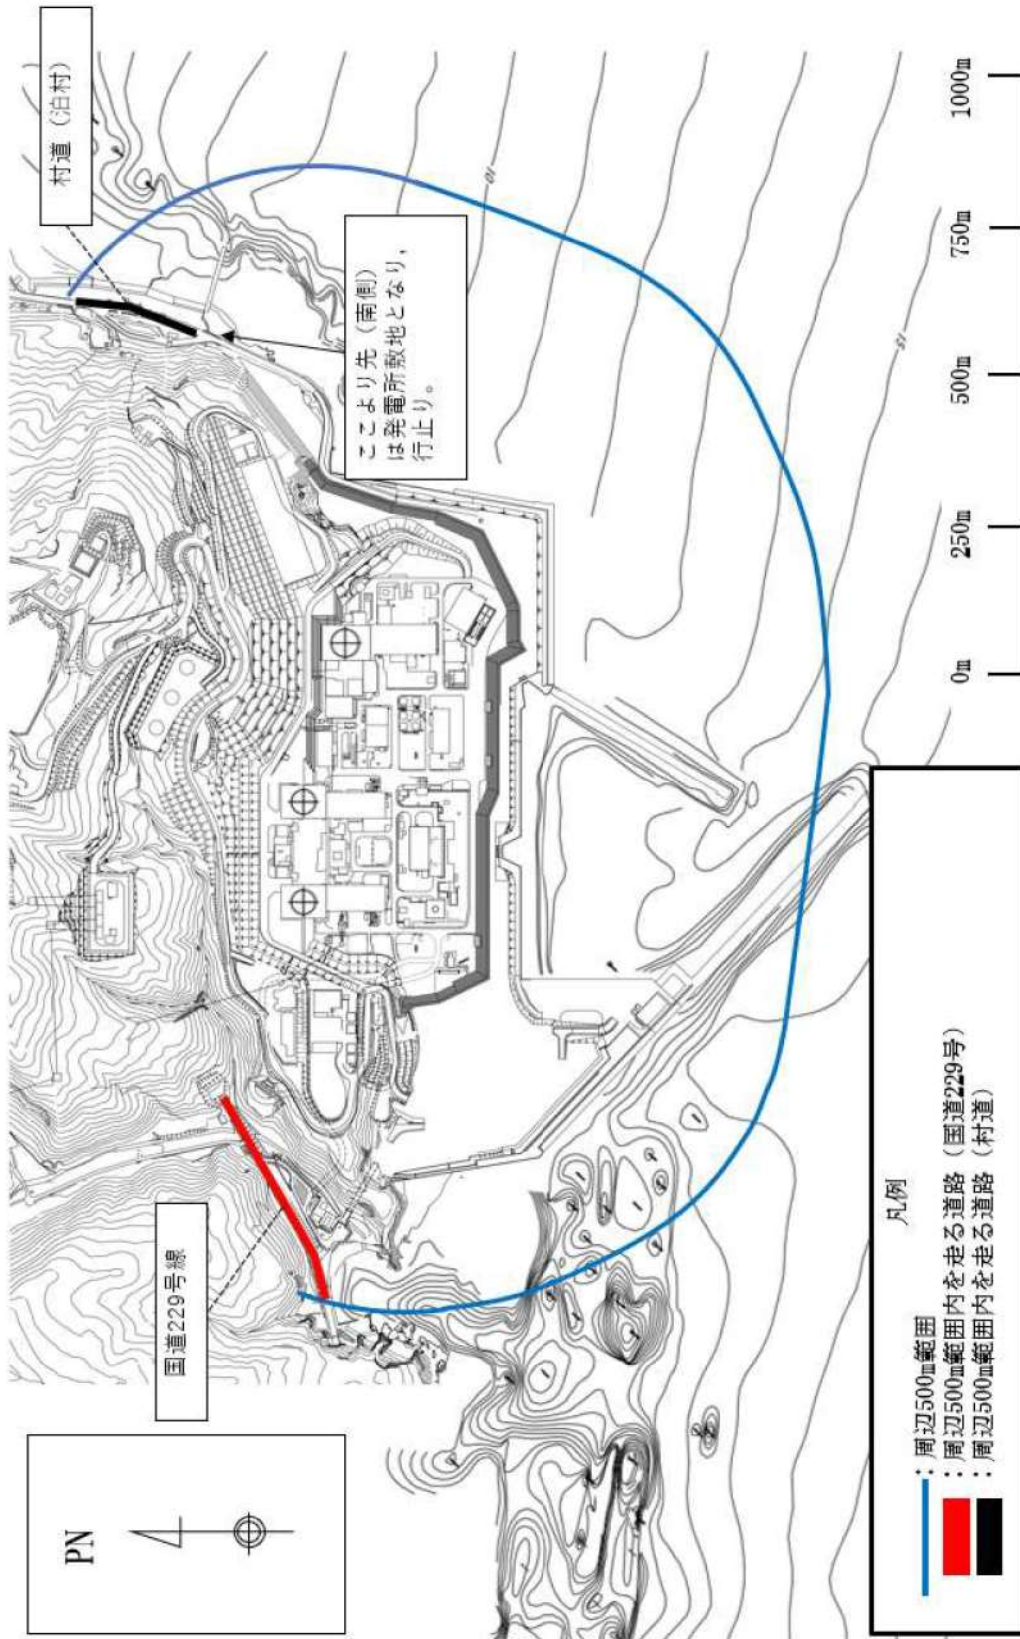 PN
国道229号線
村道（泊村）
ここより先（南側）
は発電所敷地となり，
行止り。
10
15
凡例
：周辺500m範囲
：周辺500m範囲内を走る道路（国道229号）
：周辺500m範囲内を走る道路（村道）
0m
250m
500m
750m
1000m